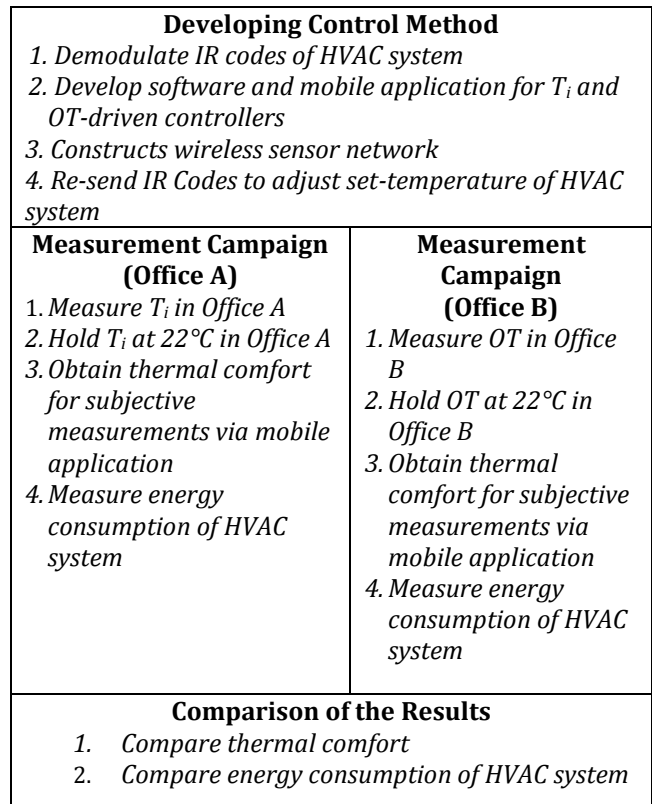 Developing Control Method
1. Demodulate IR codes of HVAC system
2. Develop software and mobile application for Ti and
OT-driven controllers
3. Constructs wireless sensor network
4. Re-send IR Codes to adjust set-temperature of HVAC
system
Measurement Campaign
(Office A)
1. Measure Ti in Office A
2. Hold Ti at 22°C in Office A
3. Obtain thermal comfort
for subjective
measurements via mobile
application
4. Measure energy
consumption of HVAC
system
Measurement
Campaign
(Office B)
1. Measure OT in Office
B
2. Hold OT at 22°C in
Office B
3. Obtain thermal
comfort for subjective
measurements via
mobile application
4. Measure energy
consumption of HVAC
system
Comparison of the Results
1. Compare thermal comfort
2. Compare energy consumption of HVAC system